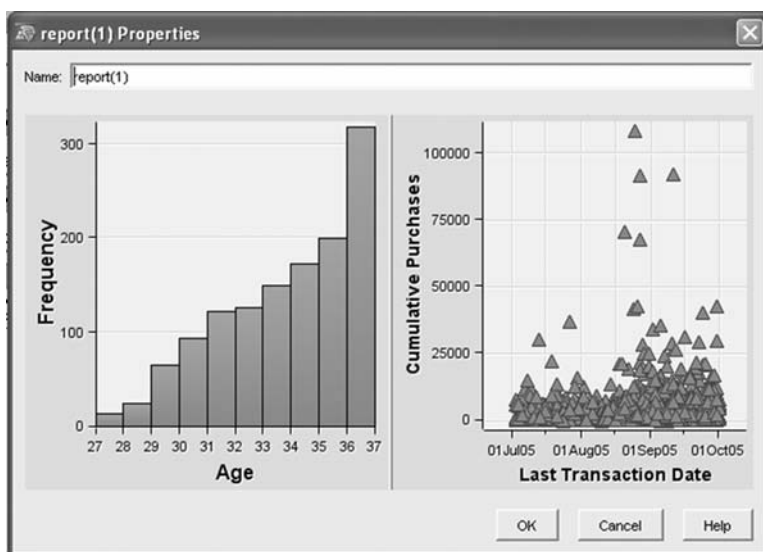 report(1) Properties
Name: report(1)
Frequency
300
200
100
0
27 28 29 30 31 32 33 34 35 36 37
Age
Cumulative Purchases
100000
75000
50000
25000
0
01Jul05 01Aug05 01Sep05 01Oct05
Last Transaction Date
OK Cancel Help